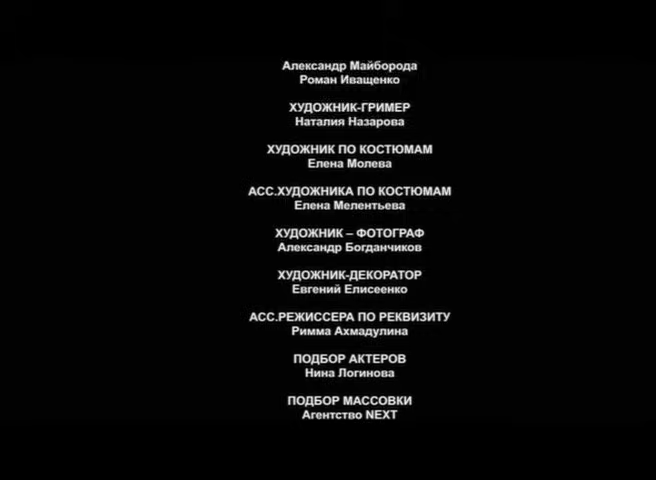 Александр Майборода
Роман Иващенко
ХУДОЖНИК-ГРИМЕР
Наталия Назарова
ХУДОЖНИК ПО КОСТЮМАМ
Елена Молева
АСС.ХУДОЖНИКА ПО КОСТЮМАМ
Елена Мелентьева
ХУДОЖНИК – ФОТОГРАФ
Александр Богданчиков
ХУДОЖНИК-ДЕКОРАТОР
Евгений Елисеенко
АСС.РЕЖИССЕРА ПО РЕКВИЗИТУ
Римма Ахмадулина
ПОДБОР АКТЕРОВ
Нина Логинова
ПОДБОР МАССОВКИ
Агентство NEXT